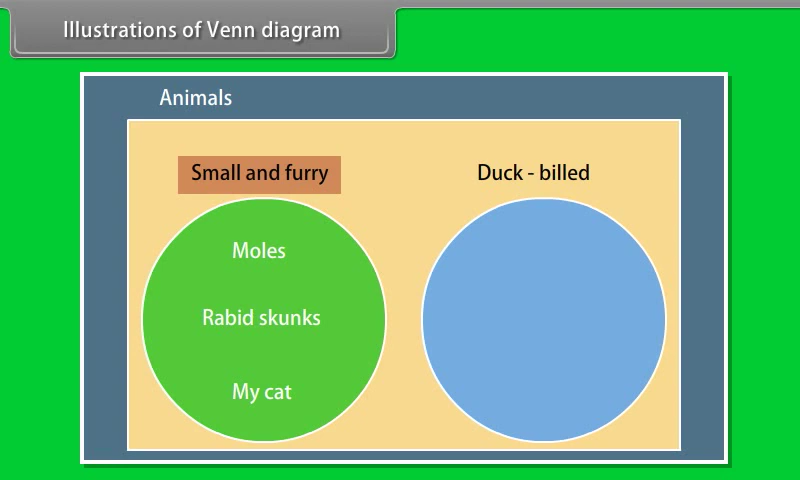 Illustrations of Venn diagram
Animals
Small and furry
Duck - billed
Moles
Rabid skunks
My cat